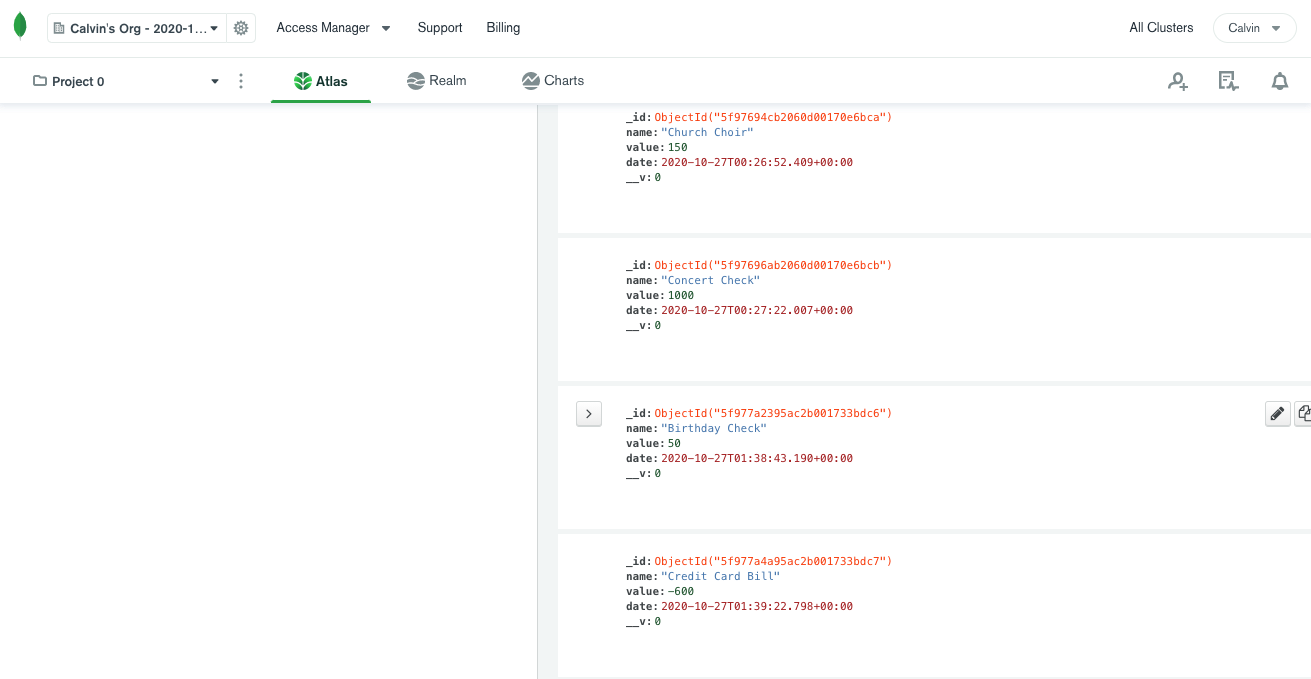 Calvin's Org - 2020-1... Access Manager Support Billing All Clusters Calvin
Project 0 Atlas Realm Charts
_id: ObjectId("5f97694cb2060d00170e6bca")
name: "Church Choir"
value: 150
date: 2020-10-27T00:26:52.409+00:00
__v: 0
_id: ObjectId("5f97696ab2060d00170e6bcb")
name: "Concert Check"
value: 1000
date: 2020-10-27T00:27:22.007+00:00
__v: 0
_id: ObjectId("5f977a2395ac2b001733bdc6")
name: "Birthday Check"
value: 50
date: 2020-10-27T01:38:43.190+00:00
__v: 0
_id: ObjectId("5f977a4a95ac2b001733bdc7")
name: "Credit Card Bill"
value: -600
date: 2020-10-27T01:39:22.798+00:00
__v: 0